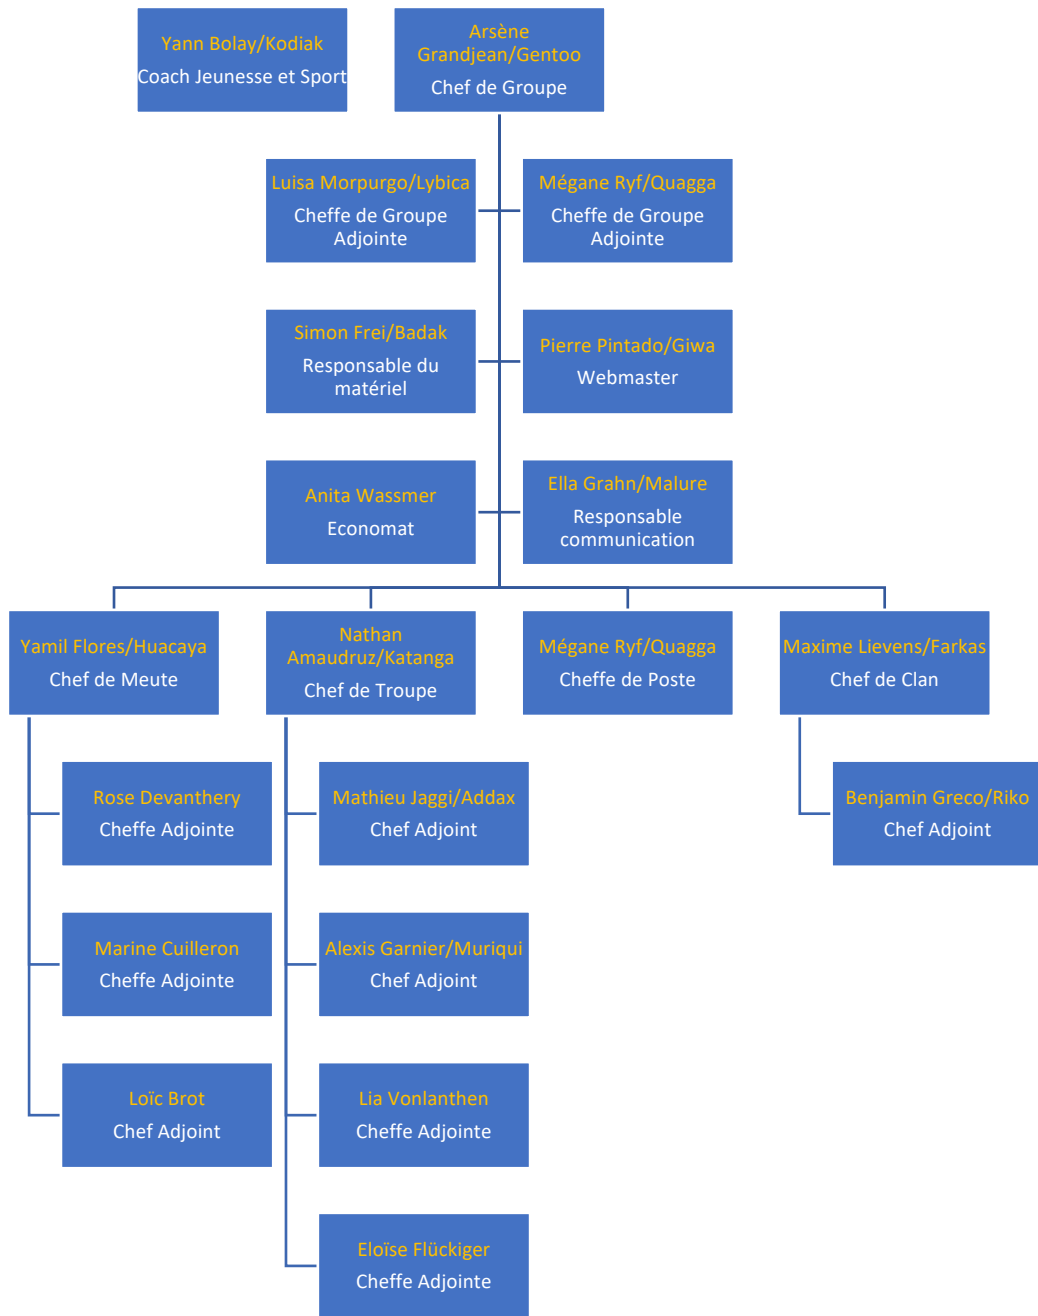 Yann Bolay/Kodiak
Coach Jeunesse et Sport
Arsène
Grandjean/Gentoo
Chef de Groupe
Luisa Morpurgo/Lybica
Cheffe de Groupe
Adjointe
Mégane Ryf/Quagga
Cheffe de Groupe
Adjointe
Simon Frei/Badak
Responsable du
matériel
Pierre Pintado/Giwa
Webmaster
Anita Wassmer
Economat
Ella Grahn/Malure
Responsable
communication
Yamil Flores/Huacaya
Chef de Meute
Nathan
Amaudruz/Katanga
Chef de Troupe
Mégane Ryf/Quagga
Cheffe de Poste
Maxime Lievens/Farkas
Chef de Clan
Rose Devanthery
Cheffe Adjointe
Mathieu Jaggi/Addax
Chef Adjoint
Benjamin Greco/Riko
Chef Adjoint
Marine Cuilleron
Cheffe Adjointe
Alexis Garnier/Muriqui
Chef Adjoint
Loïc Brot
Chef Adjoint
Lia Vonlanthen
Cheffe Adjointe
Eloïse Flückiger
Cheffe Adjointe